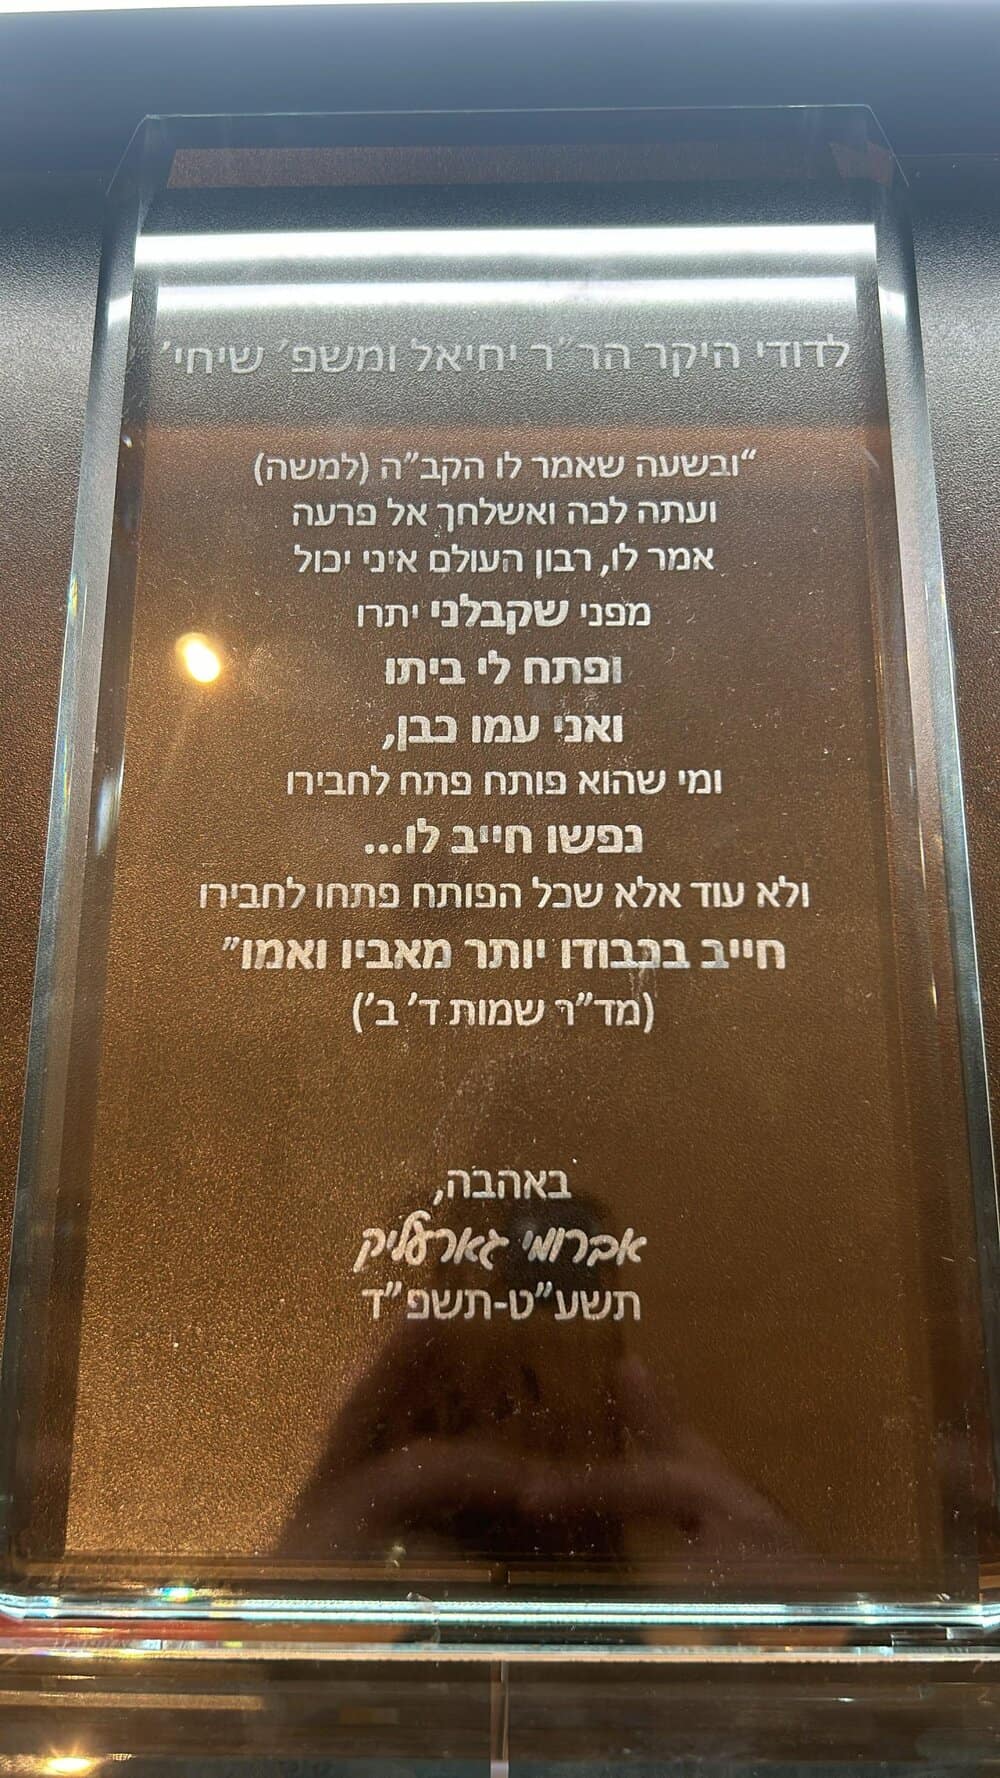 לדודי היקר הר״ר יחיאל ומשפ׳ שיחי׳
“ובשעה שאמר לו הקב”ה (למשה)
ועתה לכה ואשלחך אל פרעה
אמר לו, רבון העולם איני יכול
מפני שקבלני יתרו
ופתח לי ביתו
ואני עמו כבן,
ומי שהוא פותח פתח לחבירו
נפשו חייב לו...
ולא עוד אלא שכל הפותח פתחו לחבירו
חייב בכבודו יותר מאביו ואמו”
(מד”ר שמות ד’ ב’)
באהבה,
אברומי גארעליק
תשע”ט-תשפ”ד